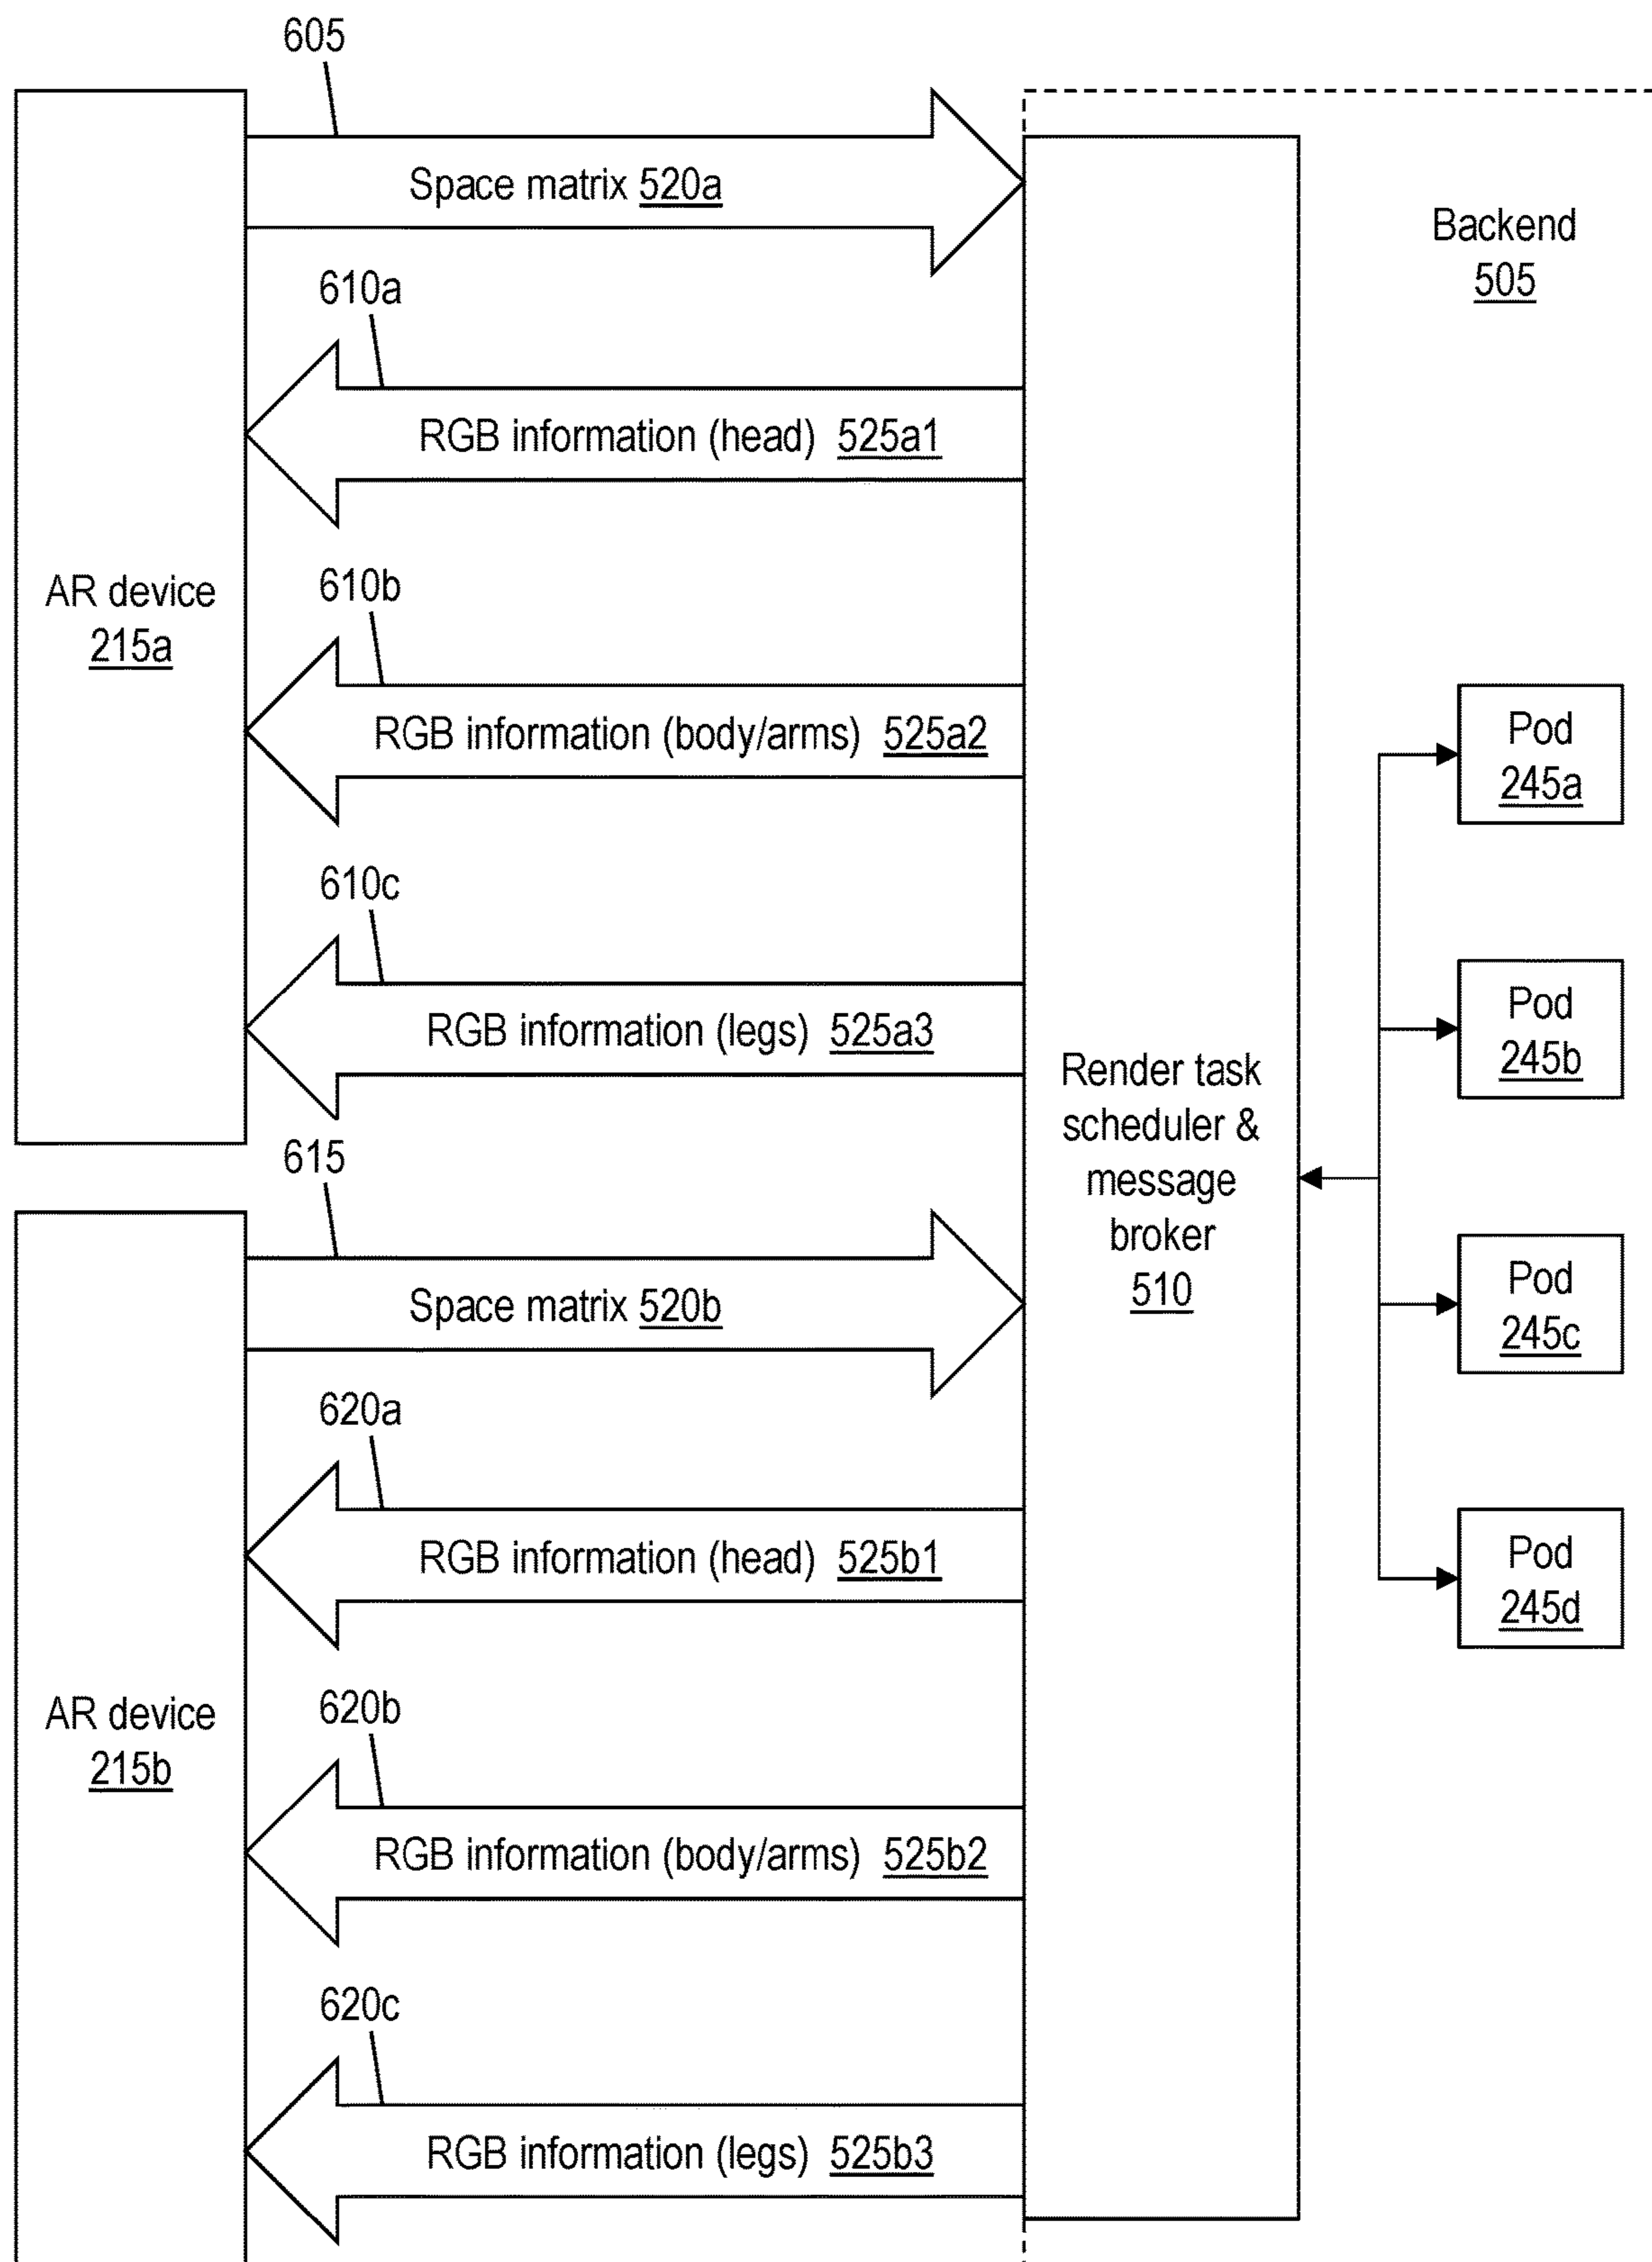 605
Space matrix 520a
Backend
505
610a
RGB information (head) 525a1
AR device
215a
610b
RGB information (body/arms) 525a2
Pod
245a
610c
RGB information (legs) 525a3
Pod
245b
Render task
scheduler &
message
broker
510
615
Space matrix 520b
Pod
245c
620a
RGB information (head) 525b1
Pod
245d
AR device
215b
620b
RGB information (body/arms) 525b2
620c
RGB information (legs) 525b3